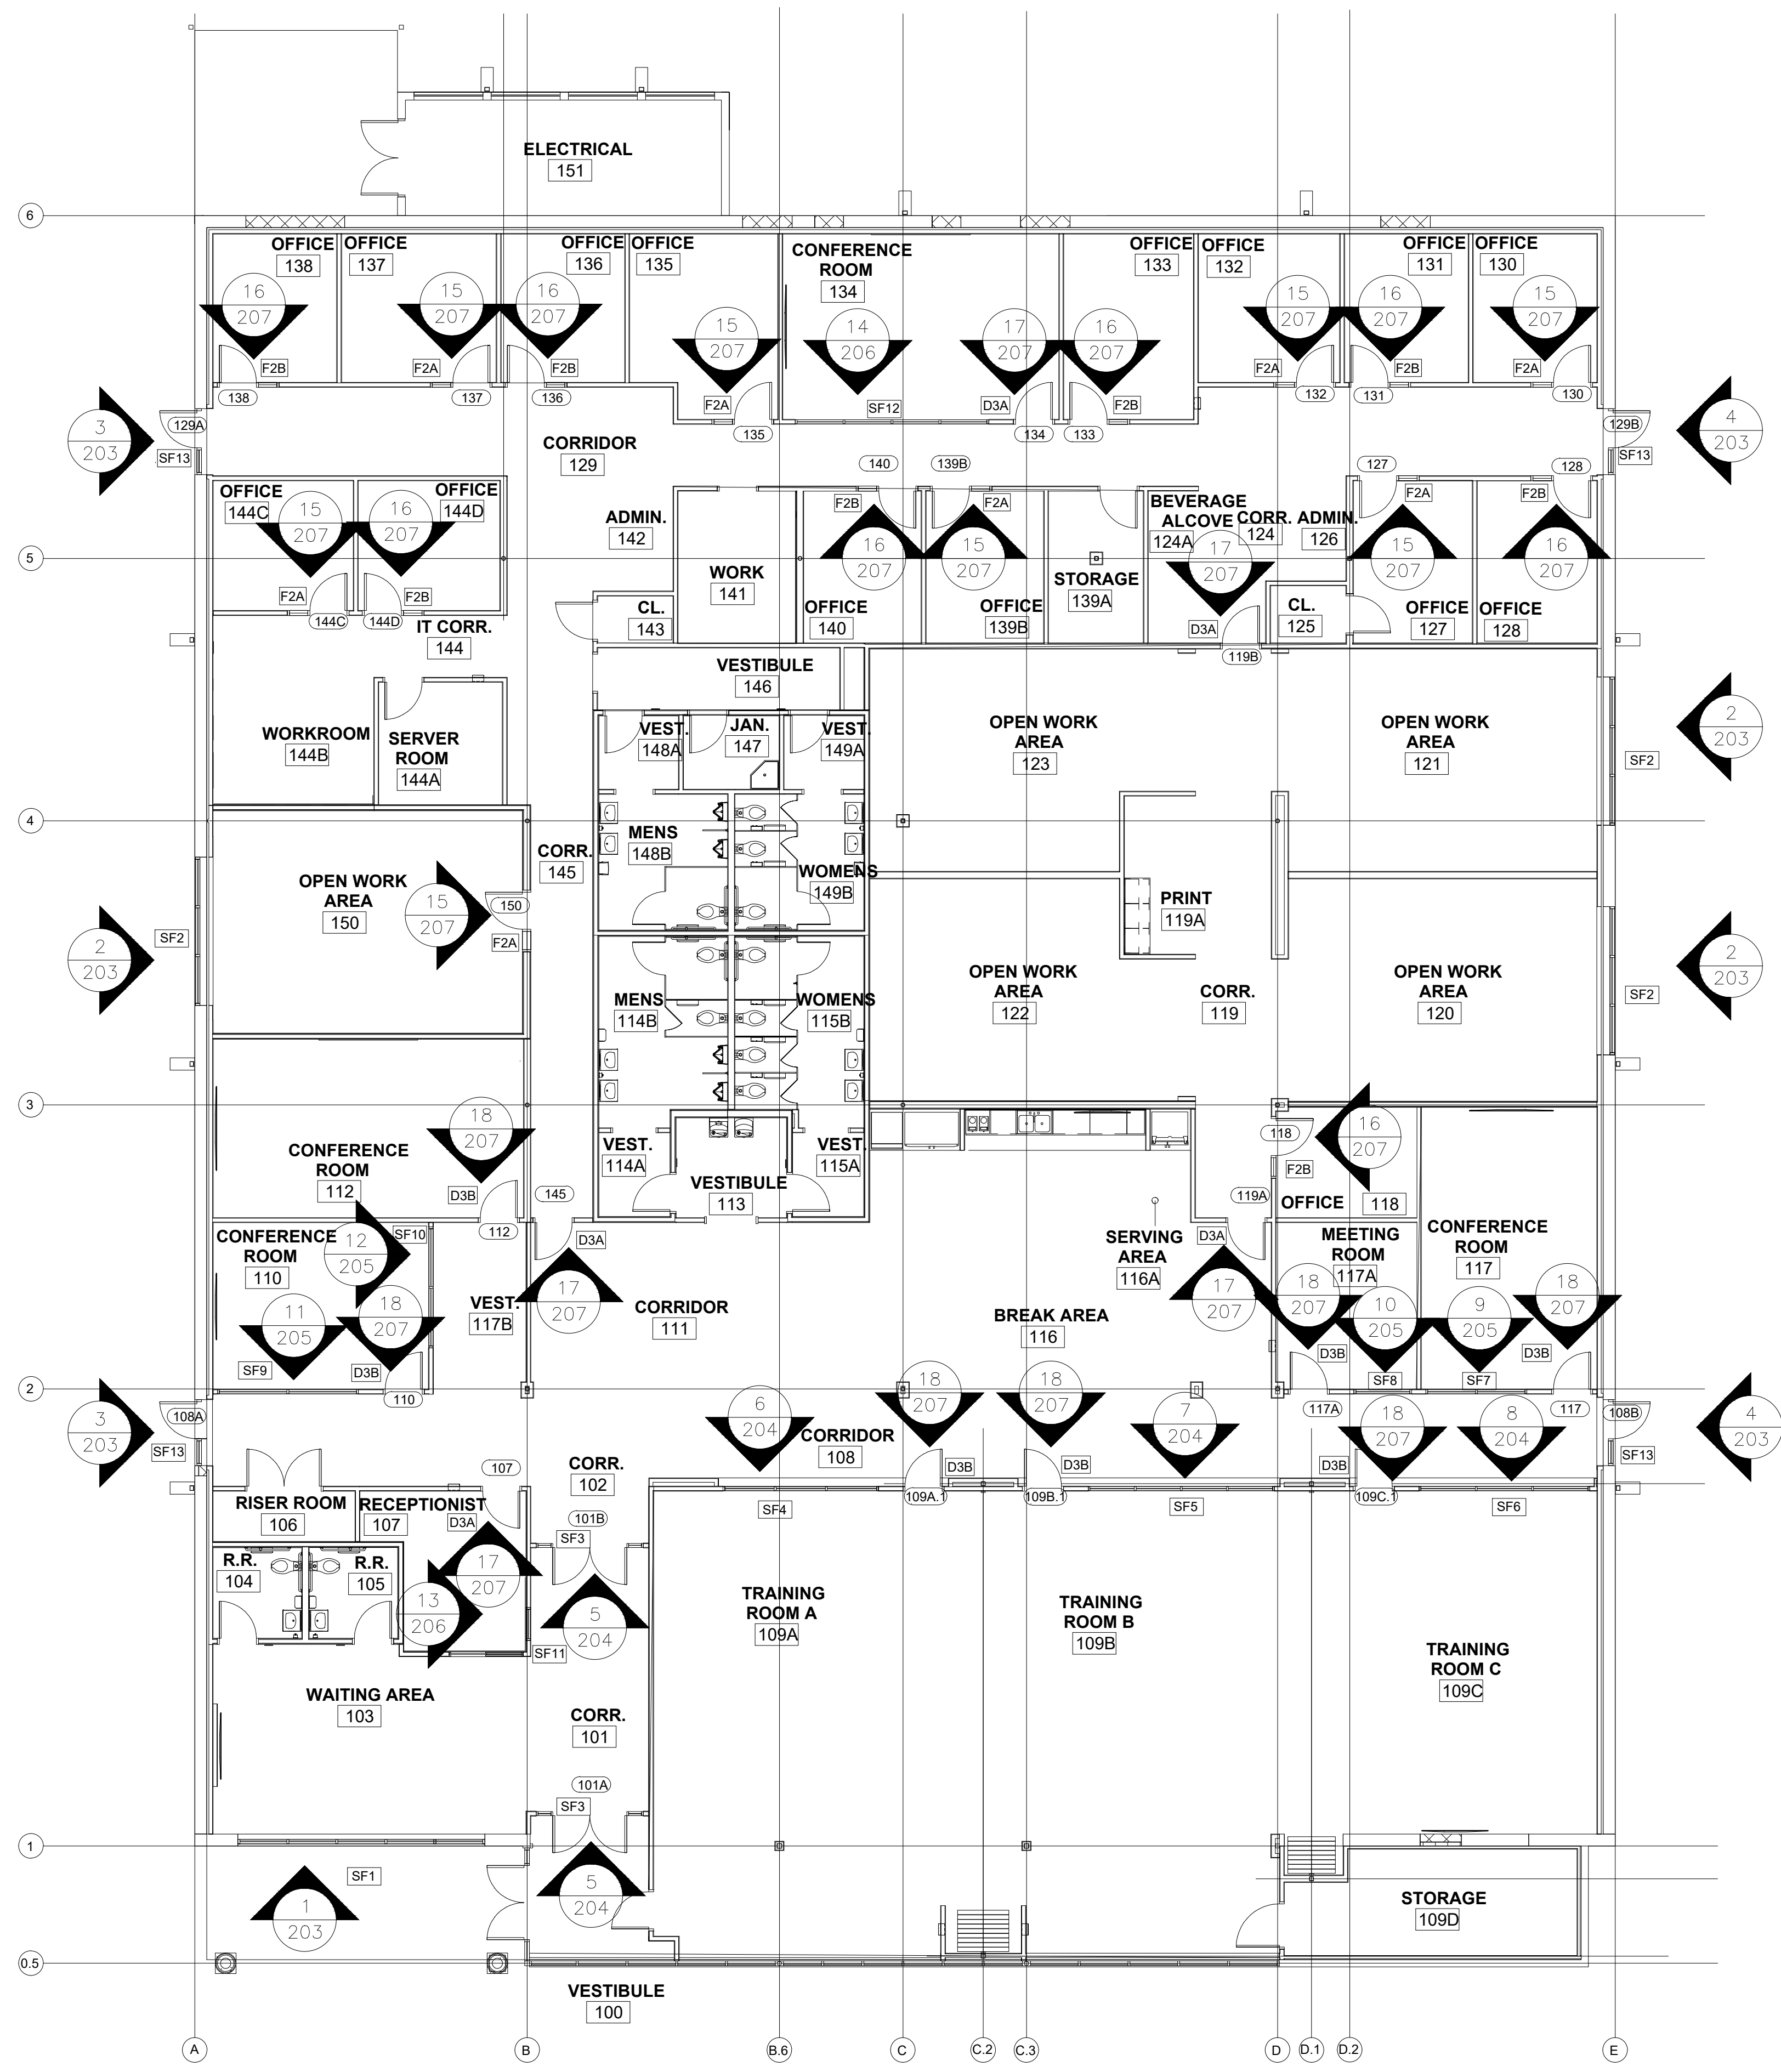 ELECTRICAL
151
6
OFFICE
138
OFFICE
137
OFFICE
136
OFFICE
135
CONFERENCE
ROOM
134
OFFICE
133
OFFICE
132
OFFICE
131
OFFICE
130
16
207
15
207
16
207
15
207
14
206
17
207
16
207
15
207
16
207
15
207
F2B
F2A
F2B
F2A
SF12
D3A
F2B
F2A
F2B
F2A
138
137
136
135
134
133
132
131
130
3
203
129A
SF13
CORRIDOR
129
140
139B
127
128
129B
SF13
4
203
OFFICE
144C
OFFICE
144D
15
207
16
207
F2A
F2B
144C
144D
ADMIN.
142
WORK
141
F2B
F2A
16
207
15
207
OFFICE
140
OFFICE
139B
STORAGE
139A
BEVERAGE
ALCOVE
124A
CORR.
124
ADMIN.
126
17
207
D3A
119B
F2A
F2B
15
207
16
207
OFFICE
127
OFFICE
128
5
CL.
143
CL.
125
IT CORR.
144
VESTIBULE
146
WORKROOM
144B
SERVER
ROOM
144A
VEST.
148A
JAN.
147
VEST.
149A
OPEN WORK
AREA
123
OPEN WORK
AREA
121
2
203
SF2
4
MENS
148B
WOMENS
149B
CORR.
145
OPEN WORK
AREA
150
15
207
150
F2A
2
203
SF2
PRINT
119A
OPEN WORK
AREA
122
CORR.
119
OPEN WORK
AREA
120
2
203
SF2
MENS
114B
WOMENS
115B
3
CONFERENCE
ROOM
112
18
207
D3B
112
145
VEST.
114A
VESTIBULE
113
VEST.
115A
118
16
207
F2B
OFFICE
118
119A
CONFERENCE
ROOM
110
12
205
SF10
11
205
18
207
SF9
D3B
110
VEST.
117B
D3A
17
207
CORRIDOR
111
SERVING
AREA
116A
D3A
17
207
BREAK AREA
116
MEETING
ROOM
117A
CONFERENCE
ROOM
117
18
207
10
205
9
205
18
207
D3B
SF8
SF7
D3B
2
3
203
108A
SF13
6
204
CORRIDOR
108
18
207
18
207
7
204
117A
18
207
8
204
117
108B
SF13
4
203
D3B
D3B
D3B
107
CORR.
102
109A.1
109B.1
109C.1
SF4
SF5
SF6
RISER ROOM
106
RECEPTIONIST
107
D3A
17
207
13
206
101B
SF3
R.R.
104
R.R.
105
5
204
SF11
TRAINING
ROOM A
109A
TRAINING
ROOM B
109B
TRAINING
ROOM C
109C
WAITING AREA
103
CORR.
101
101A
SF3
1
SF1
1
203
5
204
STORAGE
109D
0.5
VESTIBULE
100
A
B
B.6
C
C.2
C.3
D
D.1
D.2
E